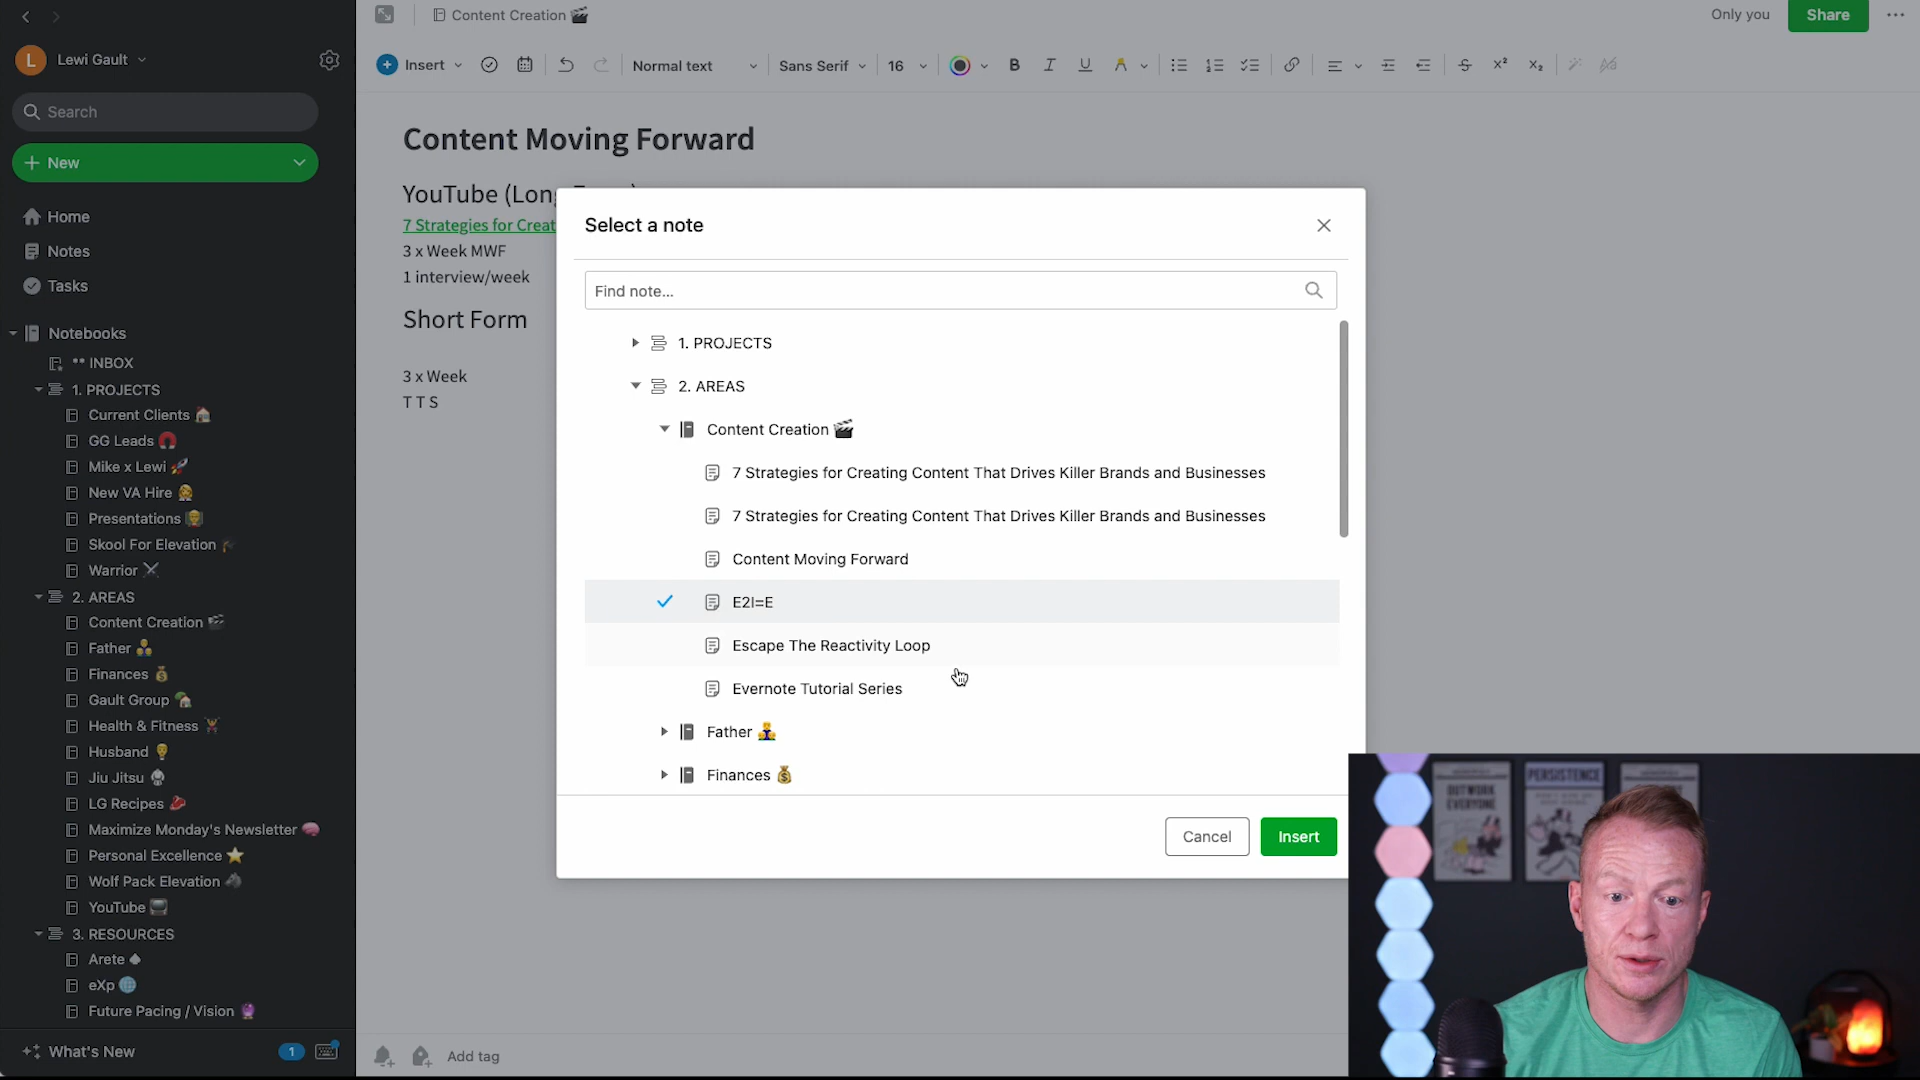 Lewi Gault
Search
New
Home
Notes
Tasks
Notebooks
** INBOX
1. PROJECTS
Current Clients 🏠
GG Leads 🧲
Mike x Lewi 🚀
New VA Hire
Presentations
Skool For Elevation 🎓
Warrior ⚔️
2. AREAS
Content Creation 🎬
Father
Finances 💰
Gault Group
Health & Fitness
Husband
Jiu Jitsu 🥋
LG Recipes 🥩
Maximize Monday's Newsletter 🧠
Personal Excellence ⭐
Wolf Pack Elevation 🐺
YouTube
3. RESOURCES
Arete ♠
eXp 🌐
Future Pacing / Vision 🔮
What's New
1
Content Creation 🎬
Only you
Share
Insert
Normal text
Sans Serif
16
B I U
Content Moving Forward
YouTube (Lon
7 Strategies for Creat
3 x Week MWF
1 interview/week
Short Form
3 x Week
T T S
Select a note
Find note...
1. PROJECTS
2. AREAS
Content Creation 🎬
7 Strategies for Creating Content That Drives Killer Brands and Businesses
7 Strategies for Creating Content That Drives Killer Brands and Businesses
Content Moving Forward
E2I=E
Escape The Reactivity Loop
Evernote Tutorial Series
Father
Finances 💰
Cancel
Insert
Add tag
OUTWORK
EVERYONE
PERSISTENCE